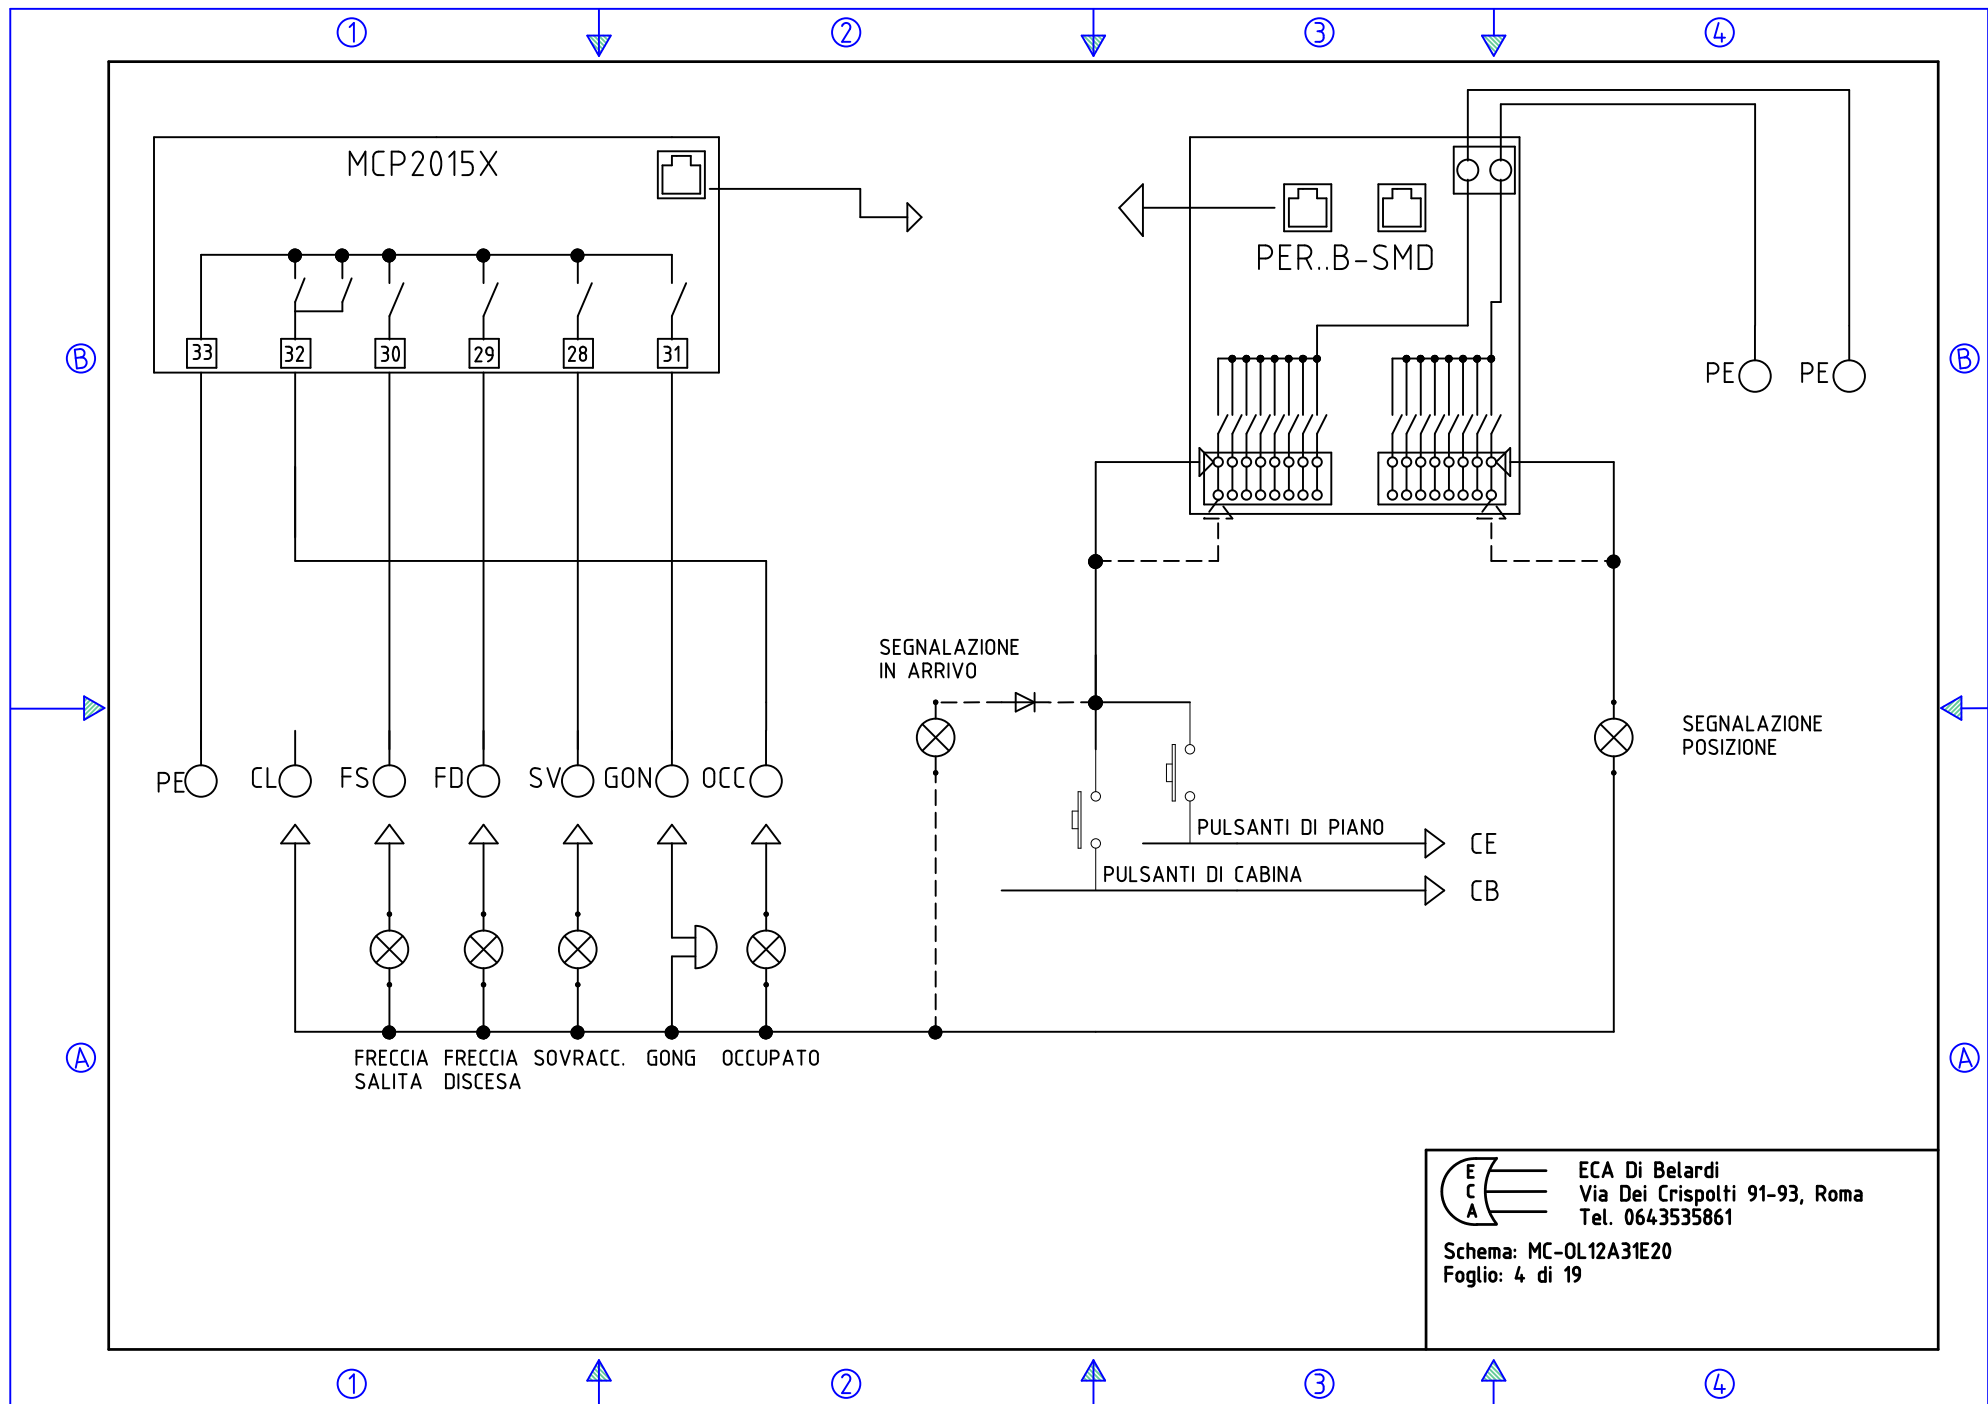 1
2
3
4
MCP2015X
PER..B-SMD
33
32
30
29
28
31
B
B
PE
PE
SEGNALAZIONE
IN ARRIVO
SEGNALAZIONE
POSIZIONE
PE
CL
FS
FD
SV
GON
OCC
PULSANTI DI PIANO
CE
PULSANTI DI CABINA
CB
A
A
FRECCIA
SALITA
FRECCIA
DISCESA
SOVRACC.
GONG
OCCUPATO
E
C
A
ECA Di Belardi
Via Dei Crispolti 91-93, Roma
Tel. 0643535861
Schema: MC-OL12A31E20
Foglio: 4 di 19
1
2
3
4